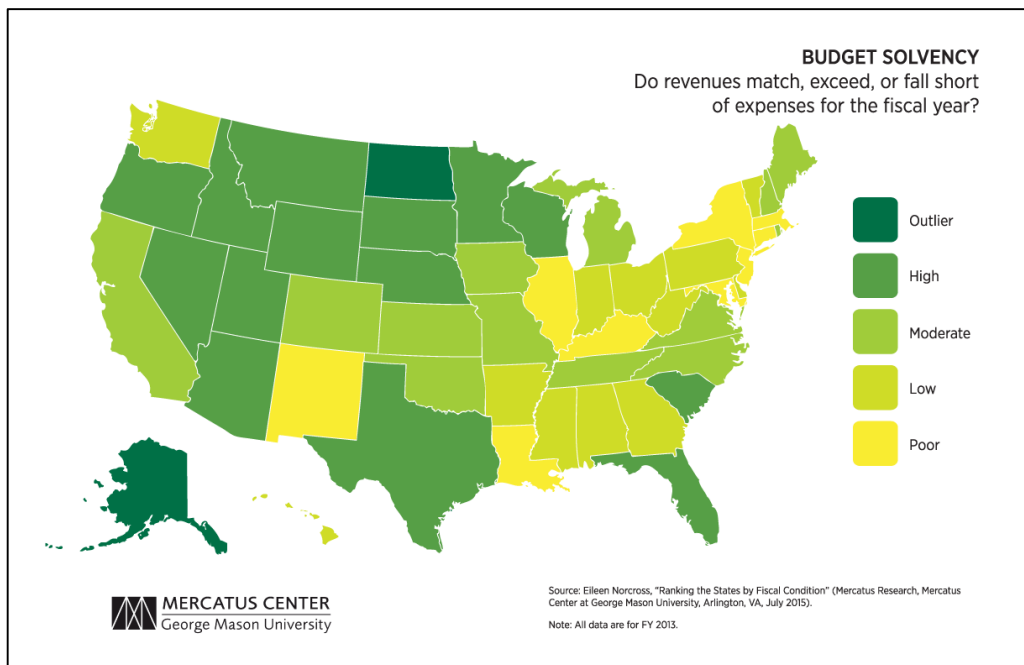 BUDGET SOLVENCY
Do revenues match, exceed, or fall short
of expenses for the fiscal year?
Outlier
High
Moderate
Low
Poor
MERCATUS CENTER
George Mason University
Source: Eileen Norcross, "Ranking the States by Fiscal Condition" (Mercatus Research, Mercatus
Center at George Mason University, Arlington, VA, July 2015).
Note: All data are for FY 2013.